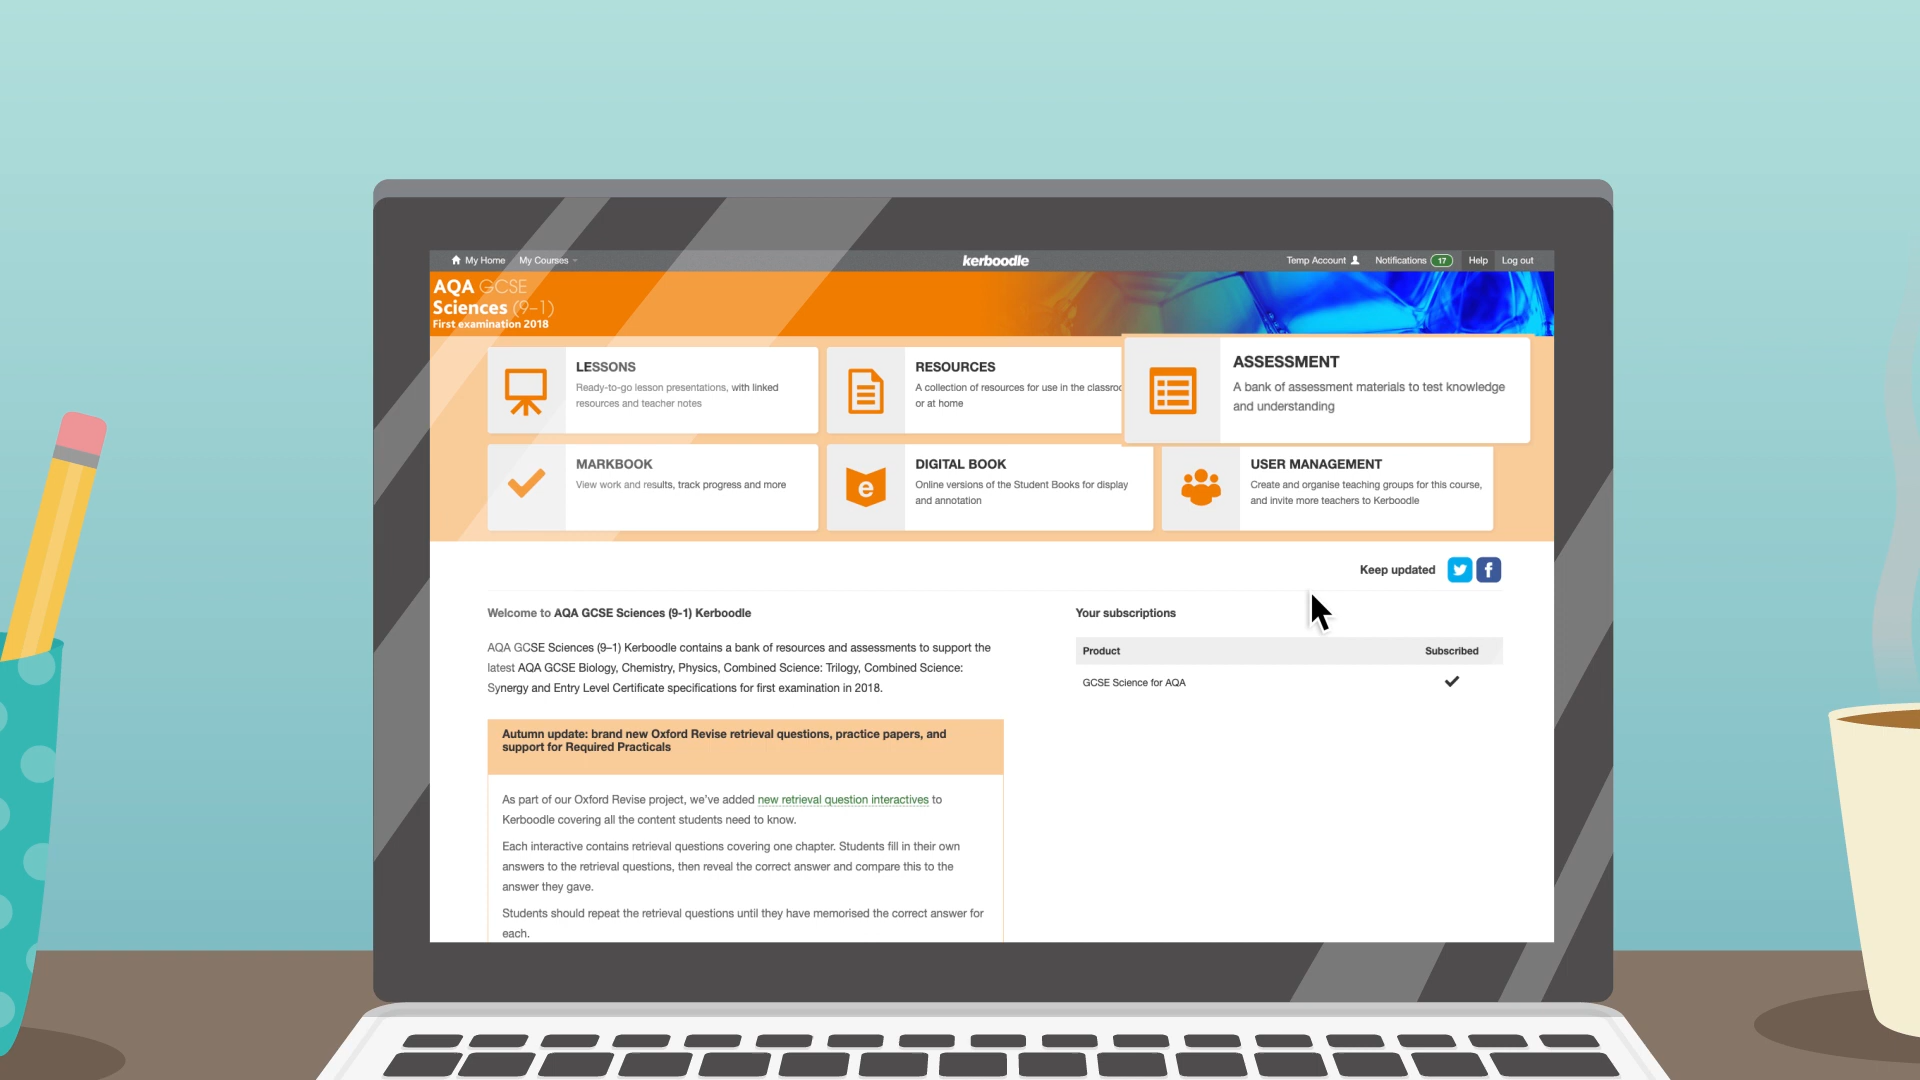 My Home My Courses kerboodle Temp Account Notifications 17 Help Log out
AQA GCSE
Sciences (9–1)
First examination 2018
LESSONS
Ready-to-go lesson presentations, with linked
resources and teacher notes
RESOURCES
A collection of resources for use in the classroo
or at home
ASSESSMENT
A bank of assessment materials to test knowledge
and understanding
MARKBOOK
View work and results, track progress and more
DIGITAL BOOK
e
Online versions of the Student Books for display
and annotation
USER MANAGEMENT
Create and organise teaching groups for this course,
and invite more teachers to Kerboodle
Keep updated
Welcome to AQA GCSE Sciences (9-1) Kerboodle
AQA GCSE Sciences (9–1) Kerboodle contains a bank of resources and assessments to support the
latest AQA GCSE Biology, Chemistry, Physics, Combined Science: Trilogy, Combined Science:
Synergy and Entry Level Certificate specifications for first examination in 2018.
Autumn update: brand new Oxford Revise retrieval questions, practice papers, and
support for Required Practicals
As part of our Oxford Revise project, we've added new retrieval question interactives to
Kerboodle covering all the content students need to know.
Each interactive contains retrieval questions covering one chapter. Students fill in their own
answers to the retrieval questions, then reveal the correct answer and compare this to the
answer they gave.
Students should repeat the retrieval questions until they have memorised the correct answer for
each.
Your subscriptions
Product Subscribed
GCSE Science for AQA